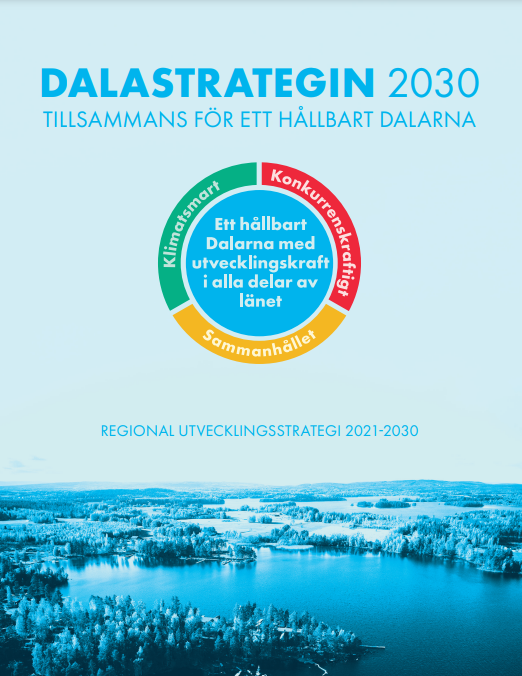 DALASTRATEGIN 2030
TILLSAMMANS FÖR ETT HÅLLBART DALARNA
Klimatsmart
Konkurrenskraftigt
Ett hållbart
Dalarna med
utvecklingskraft
i alla delar av
länet
Sammanhållet
REGIONAL UTVECKLINGSSTRATEGI 2021-2030